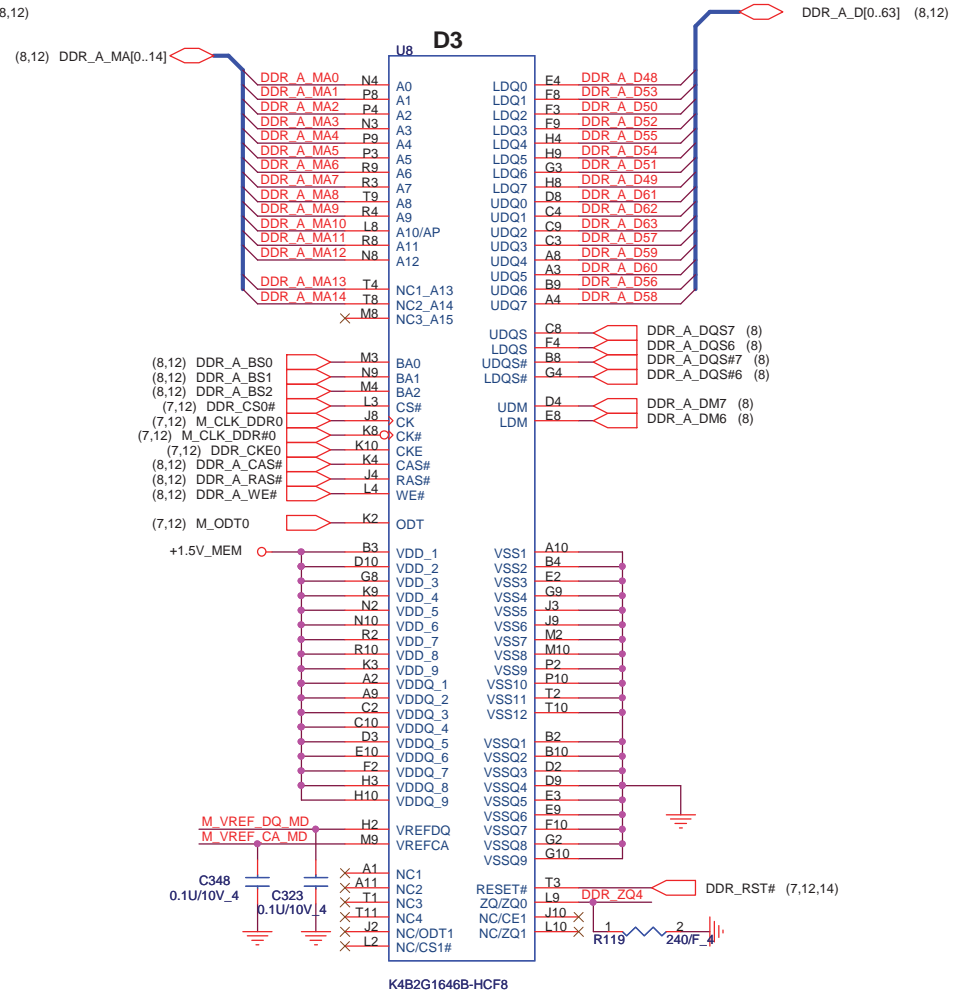 8,12)
DDR_A_D[0..63] (8,12)
(8,12) DDR_A_MA[0..14]
D3
U8
DDR_A_MA0 N4 A0 LDQ0 E4 DDR_A_D48
DDR_A_MA1 P8 A1 LDQ1 F8 DDR_A_D53
DDR_A_MA2 P4 A2 LDQ2 F3 DDR_A_D50
DDR_A_MA3 N3 A3 LDQ3 F9 DDR_A_D52
DDR_A_MA4 P9 A4 LDQ4 H4 DDR_A_D55
DDR_A_MA5 P3 A5 LDQ5 H9 DDR_A_D54
DDR_A_MA6 R9 A6 LDQ6 G3 DDR_A_D51
DDR_A_MA7 R3 A7 LDQ7 H8 DDR_A_D49
DDR_A_MA8 T9 A8 UDQ0 D8 DDR_A_D61
DDR_A_MA9 R4 A9 UDQ1 C4 DDR_A_D62
DDR_A_MA10 L8 A10/AP UDQ2 C9 DDR_A_D63
DDR_A_MA11 R8 A11 UDQ3 C3 DDR_A_D57
DDR_A_MA12 N8 A12 UDQ4 A8 DDR_A_D59
UDQ5 A3 DDR_A_D60
DDR_A_MA13 T4 NC1_A13 UDQ6 B9 DDR_A_D56
DDR_A_MA14 T8 NC2_A14 UDQ7 A4 DDR_A_D58
M8 NC3_A15
UDQS C8 DDR_A_DQS7 (8)
LDQS F4 DDR_A_DQS6 (8)
(8,12) DDR_A_BS0 M3 BA0 UDQS# B8 DDR_A_DQS#7 (8)
(8,12) DDR_A_BS1 N9 BA1 LDQS# G4 DDR_A_DQS#6 (8)
(8,12) DDR_A_BS2 M4 BA2
(7,12) DDR_CS0# L3 CS# UDM D4 DDR_A_DM7 (8)
(7,12) M_CLK_DDR0 J8 CK LDM E8 DDR_A_DM6 (8)
(7,12) M_CLK_DDR#0 K8 CK#
(7,12) DDR_CKE0 K10 CKE
(8,12) DDR_A_CAS# K4 CAS#
(8,12) DDR_A_RAS# J4 RAS#
(8,12) DDR_A_WE# L4 WE#
(7,12) M_ODT0 K2 ODT
+1.5V_MEM B3 VDD_1 VSS1 A10
D10 VDD_2 VSS2 B4
G8 VDD_3 VSS3 E2
K9 VDD_4 VSS4 G9
N2 VDD_5 VSS5 J3
N10 VDD_6 VSS6 J9
R2 VDD_7 VSS7 M2
R10 VDD_8 VSS8 M10
K3 VDD_9 VSS9 P2
A2 VDDQ_1 VSS10 P10
A9 VDDQ_2 VSS11 T2
C2 VDDQ_3 VSS12 T10
C10 VDDQ_4
D3 VDDQ_5 VSSQ1 B2
E10 VDDQ_6 VSSQ2 B10
F2 VDDQ_7 VSSQ3 D2
H3 VDDQ_8 VSSQ4 D9
H10 VDDQ_9 VSSQ5 E3
VSSQ6 E9
M_VREF_DQ_MD H2 VREFDQ VSSQ7 F10
M_VREF_CA_MD M9 VREFCA VSSQ8 G2
VSSQ9 G10
A1 NC1
C348 A11 NC2 RESET# T3 DDR_RST# (7,12,14)
0.1U/10V_4 C323 T1 NC3 ZQ/ZQ0 L9 DDR_ZQ4
0.1U/10V_4 T11 NC4 NC/CE1 J10
J2 NC/ODT1 NC/ZQ1 L10 1 2
L2 NC/CS1# R119 240/F_4
K4B2G1646B-HCF8